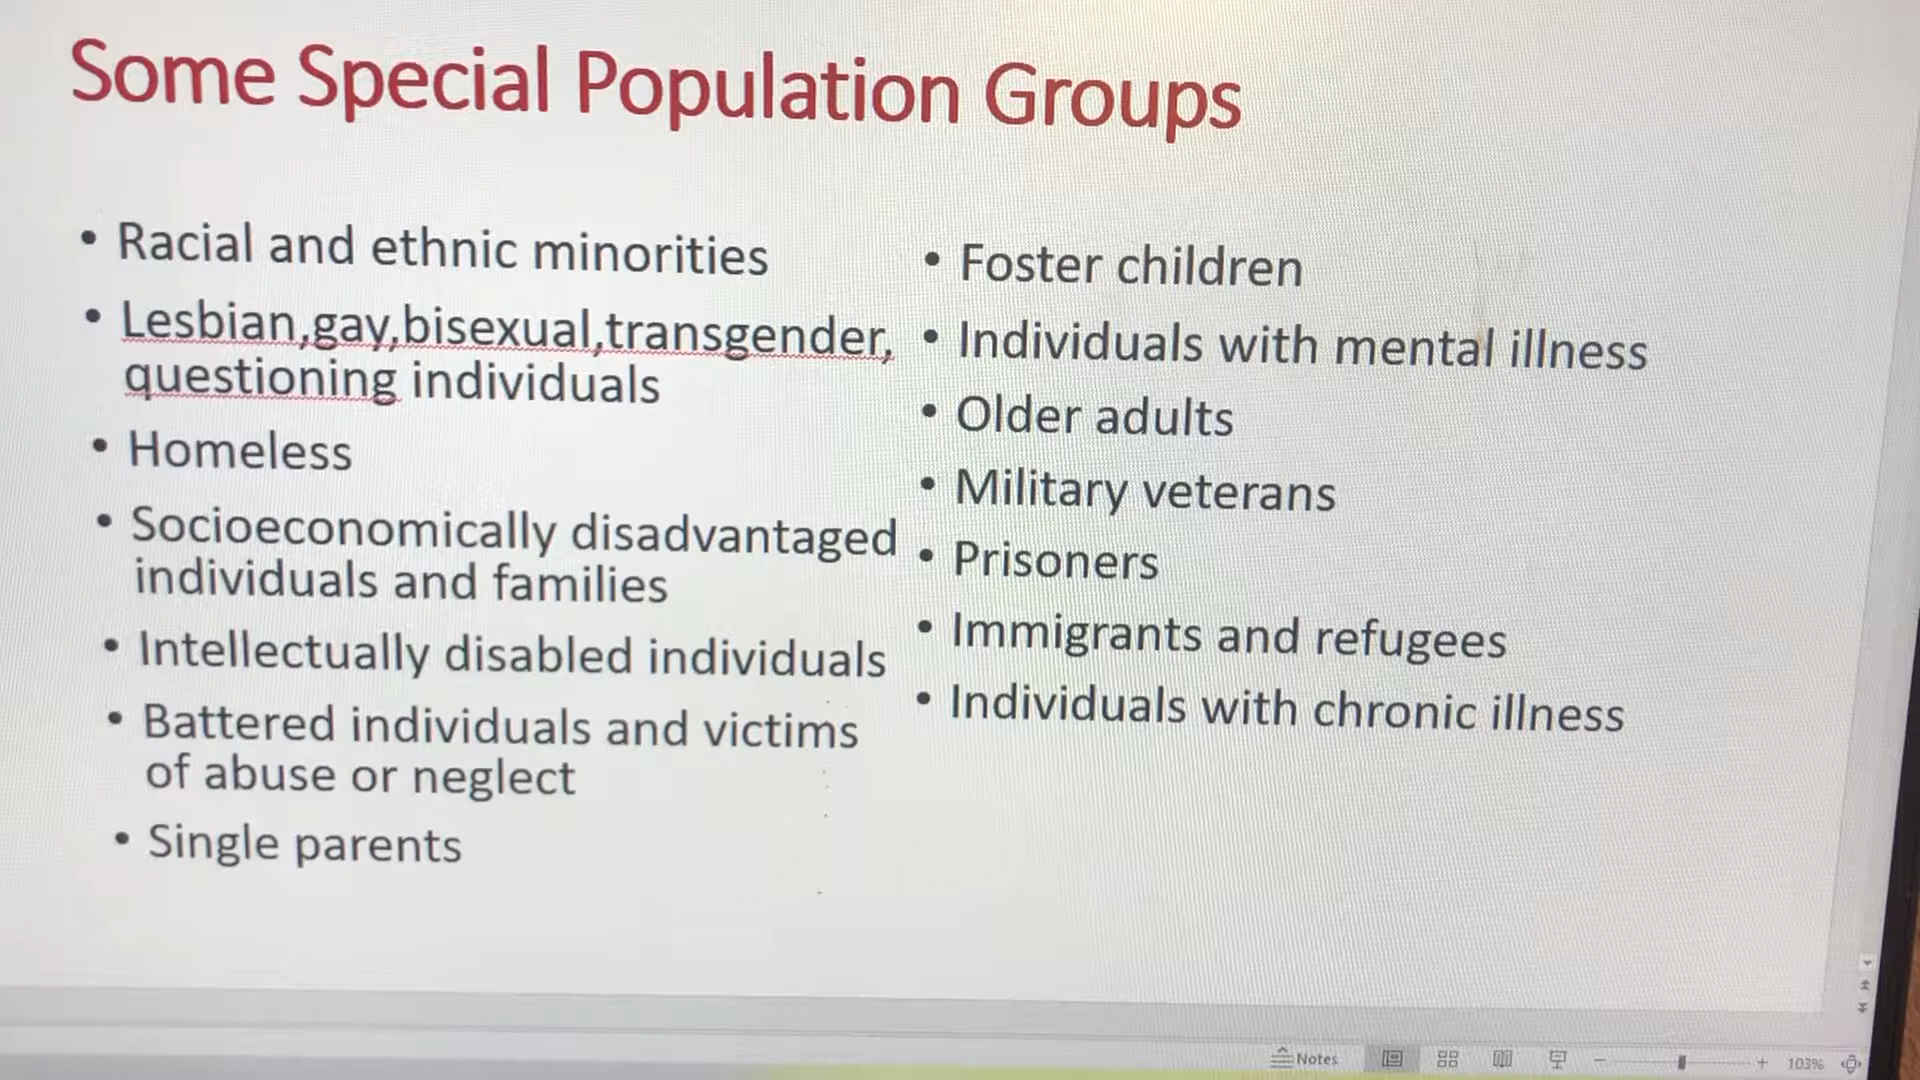 Some Special Population Groups
• Racial and ethnic minorities
• Lesbian,gay,bisexual,transgender,
questioning individuals
• Homeless
• Socioeconomically disadvantaged
individuals and families
• Intellectually disabled individuals
• Battered individuals and victims
of abuse or neglect
• Single parents
• Foster children
• Individuals with mental illness
• Older adults
• Military veterans
• Prisoners
• Immigrants and refugees
• Individuals with chronic illness
Notes
103%